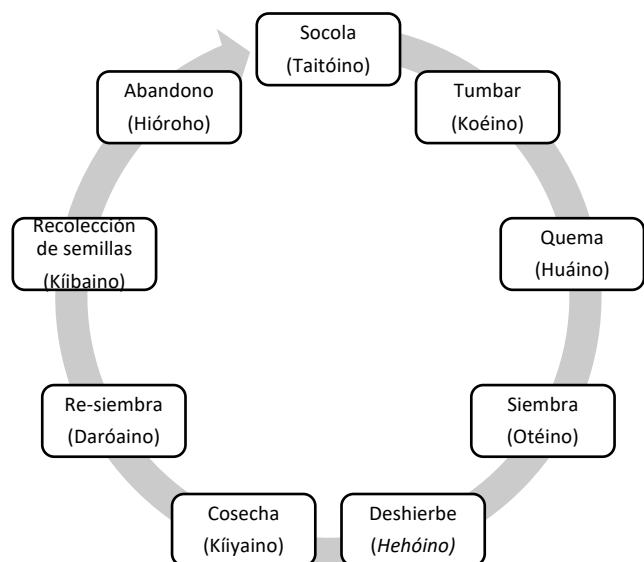 Socola
(Taitóino)
Tumbar
(Koéino)
Quema
(Huáino)
Siembra
(Otéino)
Deshierbe
(Hehóino)
Cosecha
(Kíiyaino)
Re-siembra
(Daróaino)
Recolección
de semillas
(Kíibaino)
Abandono
(Hióroho)